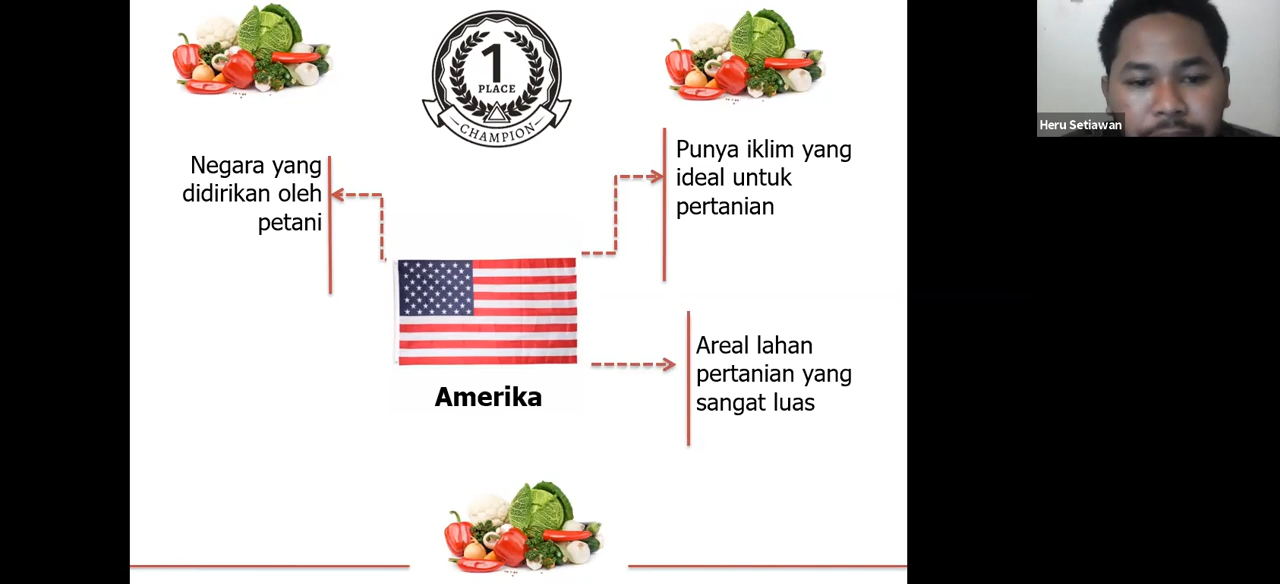 1
PLACE
CHAMPION
Heru Setiawan
Negara yang
didirikan oleh
petani
Punya iklim yang
ideal untuk
pertanian
Areal lahan
pertanian yang
sangat luas
Amerika